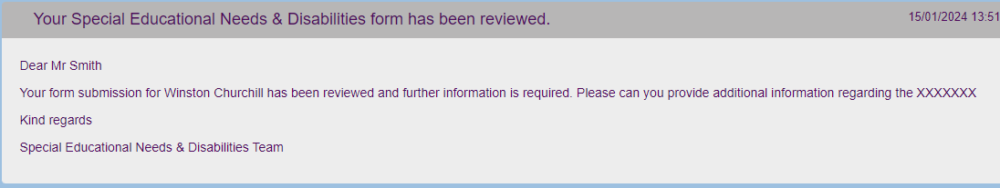 Your Special Educational Needs & Disabilities form has been reviewed.
15/01/2024 13:51
Dear Mr Smith
Your form submission for Winston Churchill has been reviewed and further information is required. Please can you provide additional information regarding the XXXXXXX
Kind regards
Special Educational Needs & Disabilities Team